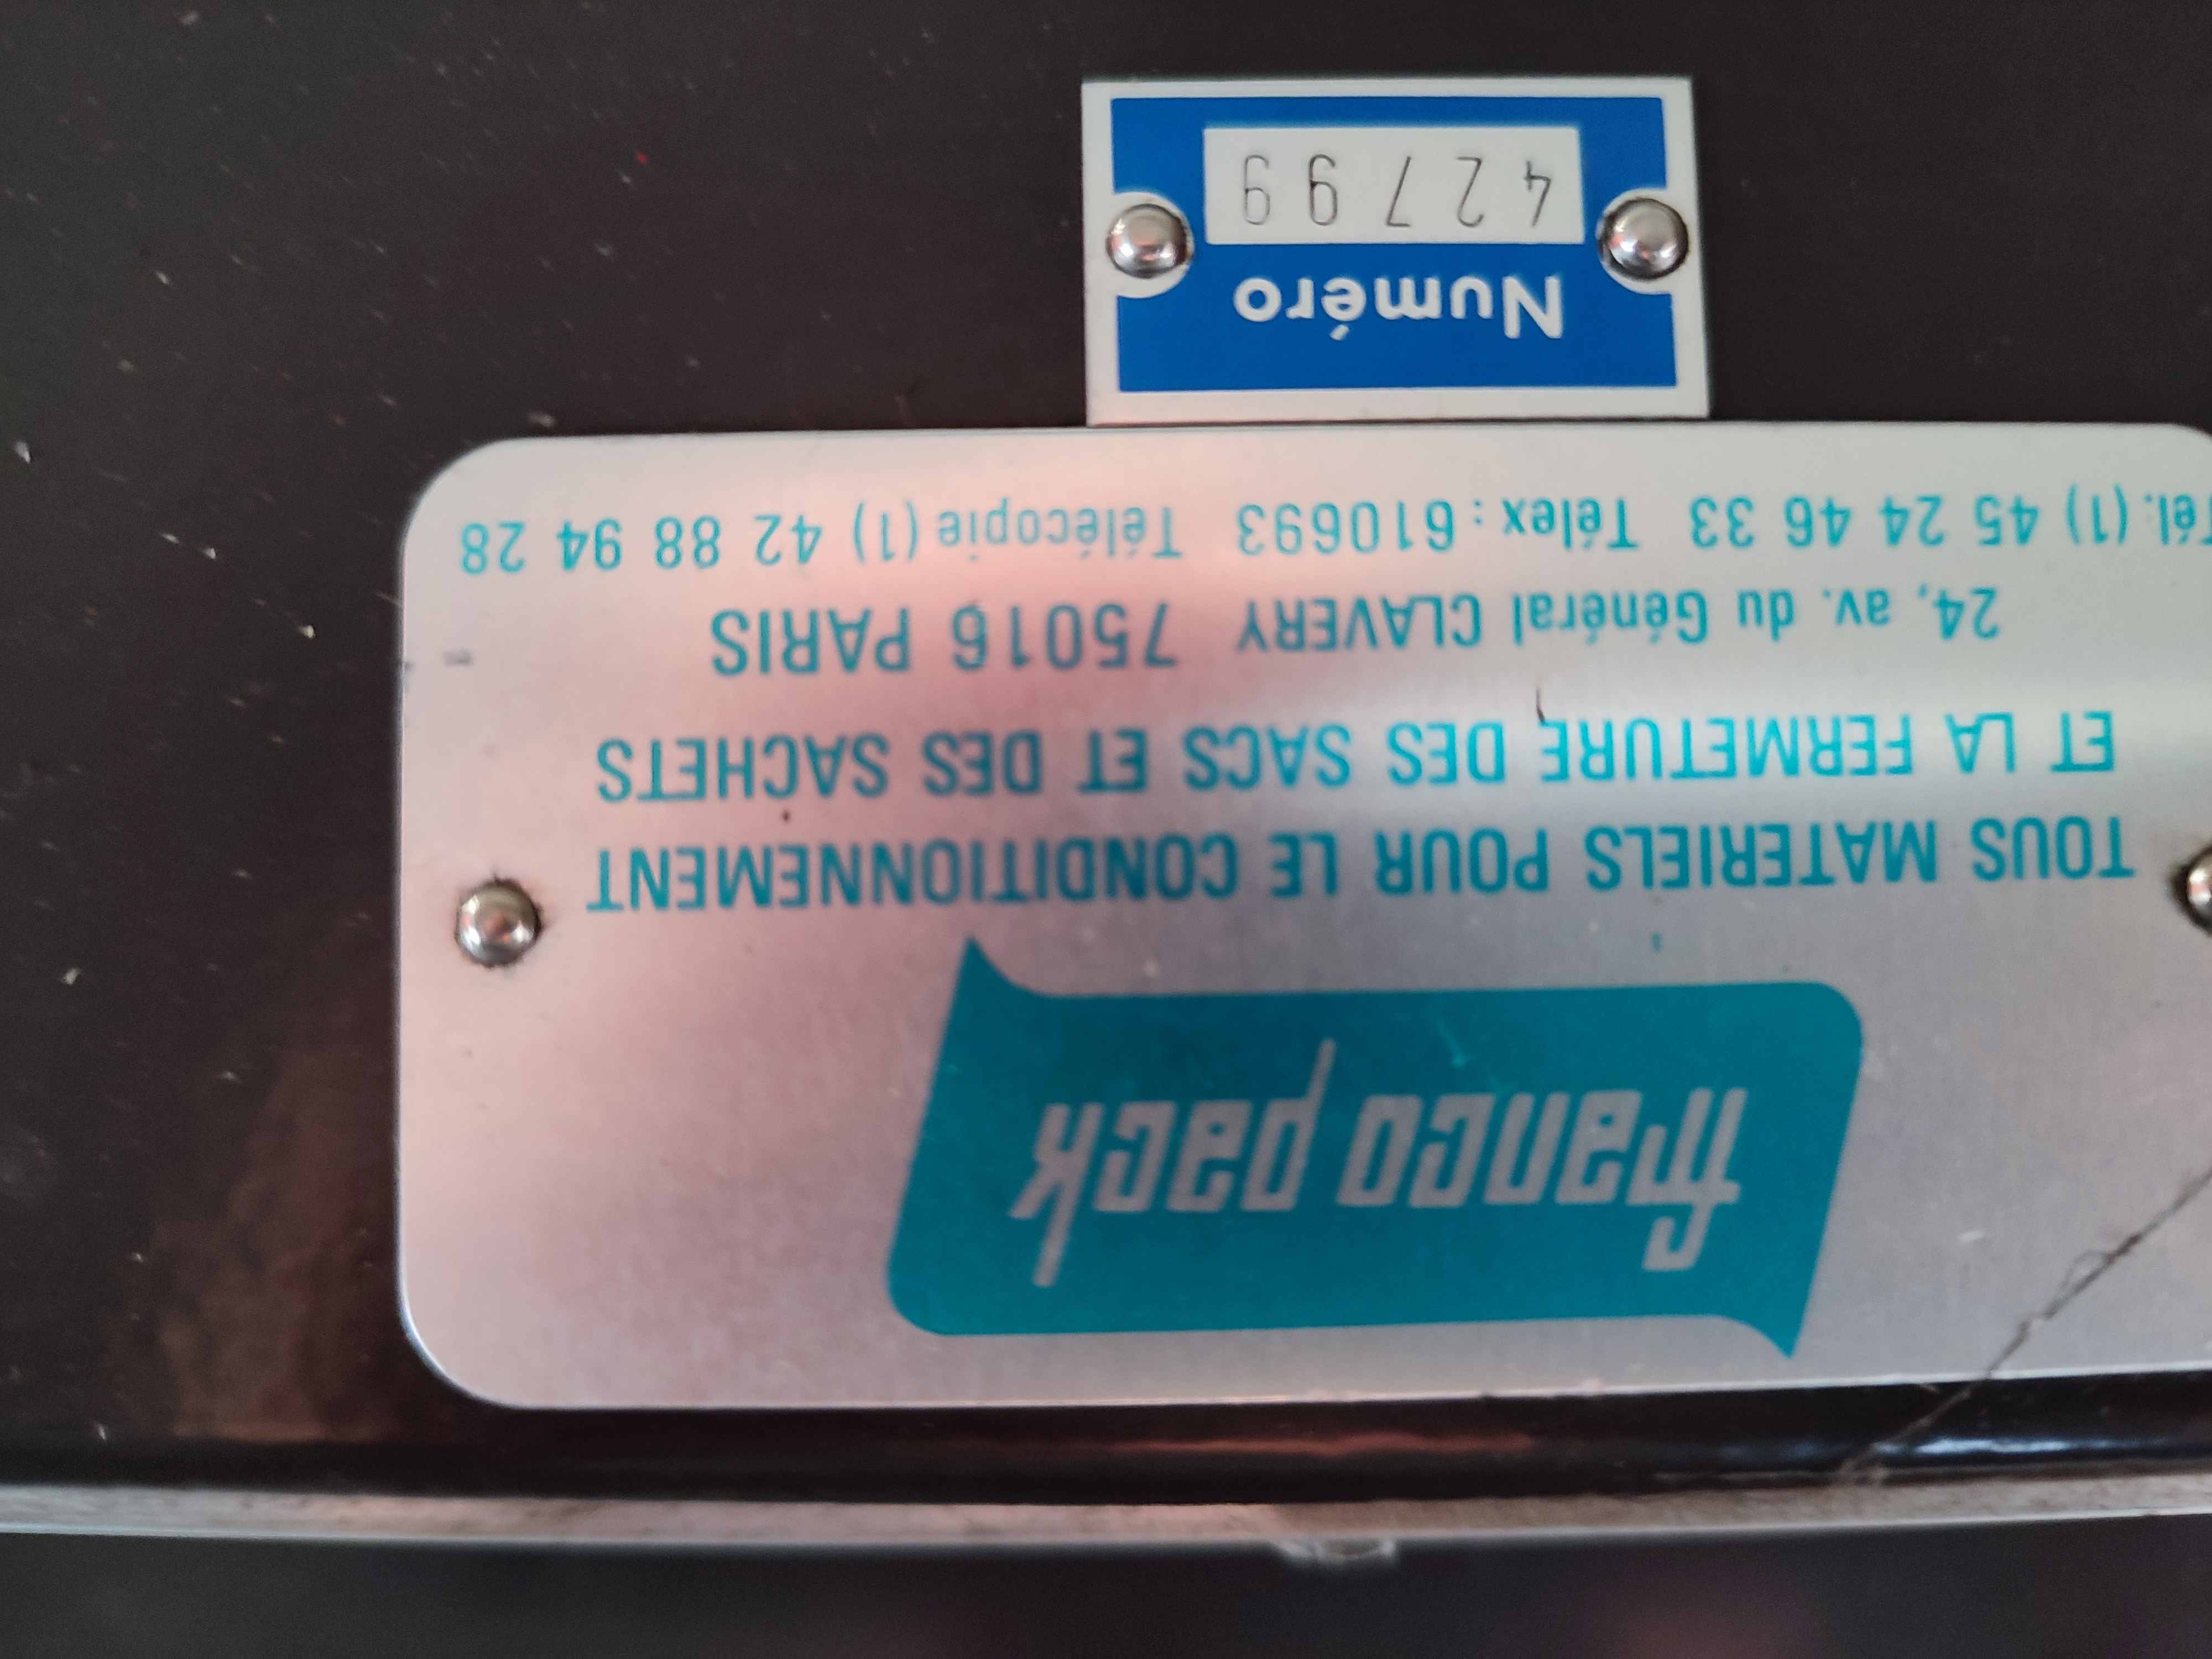 franco pack
TOUS MATERIELS POUR LE CONDITIONNEMENT
ET LA FERMETURE DES SACS ET DES SACHETS
24, av. du Général CLAVERY 75016 PARIS
Tél. (1) 45 24 46 33 Télex : 610693 Télécopie (1) 42 88 94 28
Numéro
42799